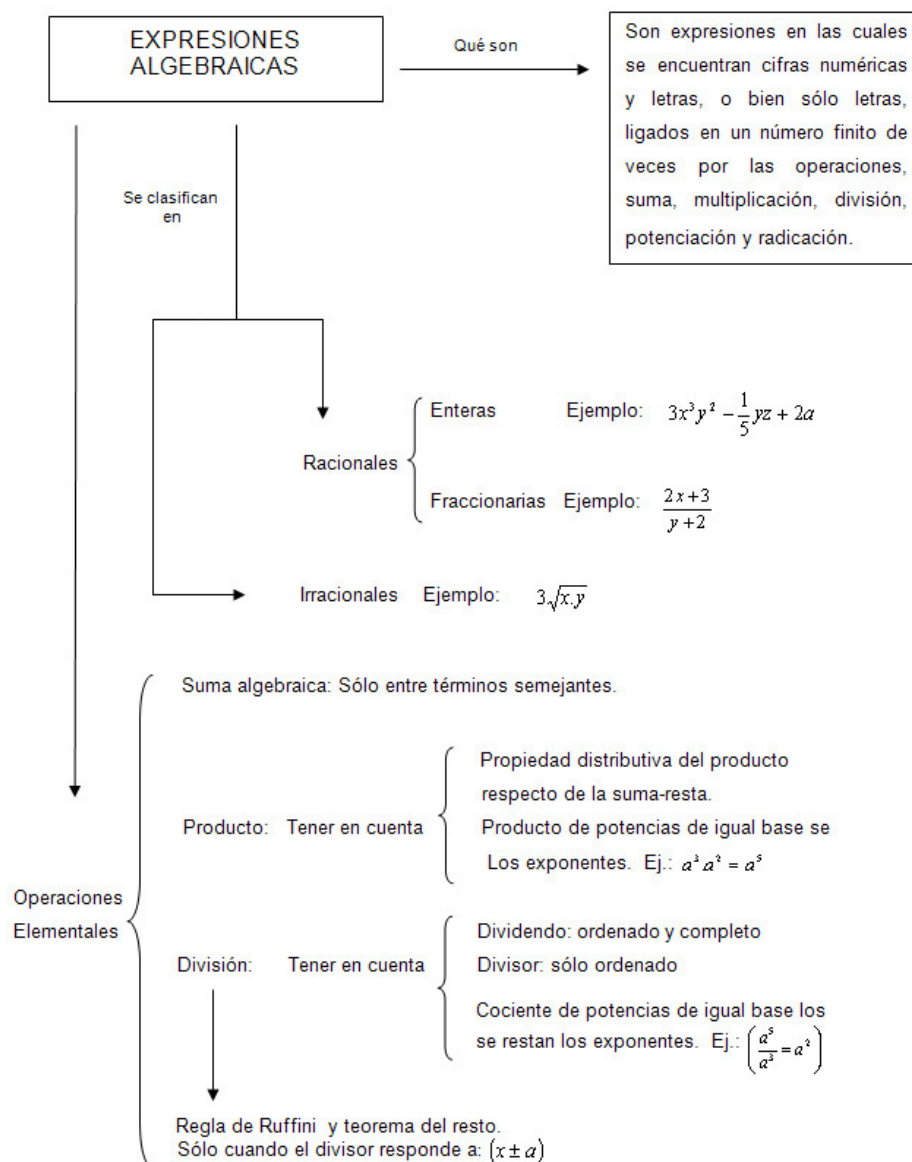 EXPRESIONES
ALGEBRAICAS
Qué son
Son expresiones en las cuales
se encuentran cifras numéricas
y letras, o bien sólo letras,
ligados en un número finito de
veces por las operaciones,
suma, multiplicación, división,
potenciación y radicación.
Se clasifican
en
Racionales
Enteras Ejemplo: 3x³y² − 1/5 yz + 2a
Fraccionarias Ejemplo: (2x+3)/(y+2)
Irracionales Ejemplo: 3√x.y
Operaciones
Elementales
Suma algebraica: Sólo entre términos semejantes.
Producto: Tener en cuenta
Propiedad distributiva del producto
respecto de la suma-resta.
Producto de potencias de igual base se
Los exponentes. Ej.: a³.a² = a⁵
División: Tener en cuenta
Dividendo: ordenado y completo
Divisor: sólo ordenado
Cociente de potencias de igual base los
se restan los exponentes. Ej.: (a⁵/a³ = a²)
Regla de Ruffini y teorema del resto.
Sólo cuando el divisor responde a: (x ± a)